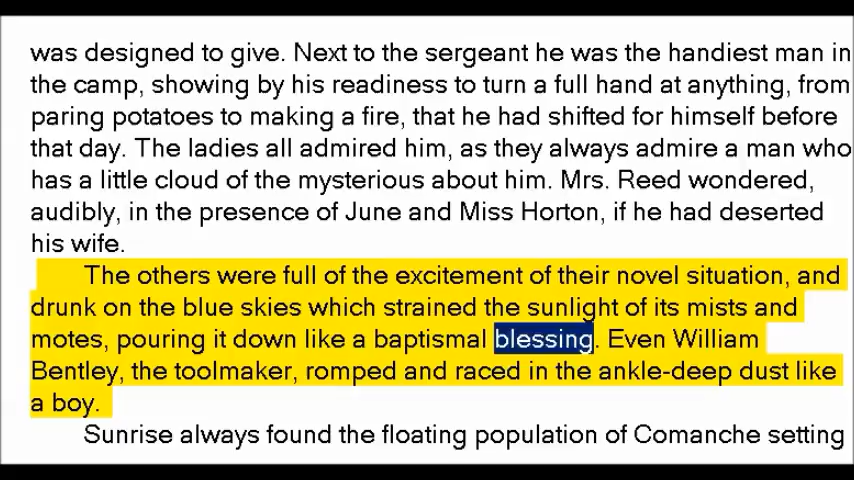 was designed to give. Next to the sergeant he was the handiest man in
the camp, showing by his readiness to turn a full hand at anything, from
paring potatoes to making a fire, that he had shifted for himself before
that day. The ladies all admired him, as they always admire a man who
has a little cloud of the mysterious about him. Mrs. Reed wondered,
audibly, in the presence of June and Miss Horton, if he had deserted
his wife.
The others were full of the excitement of their novel situation, and
drunk on the blue skies which strained the sunlight of its mists and
motes, pouring it down like a baptismal blessing. Even William
Bentley, the toolmaker, romped and raced in the ankle-deep dust like
a boy.
Sunrise always found the floating population of Comanche setting